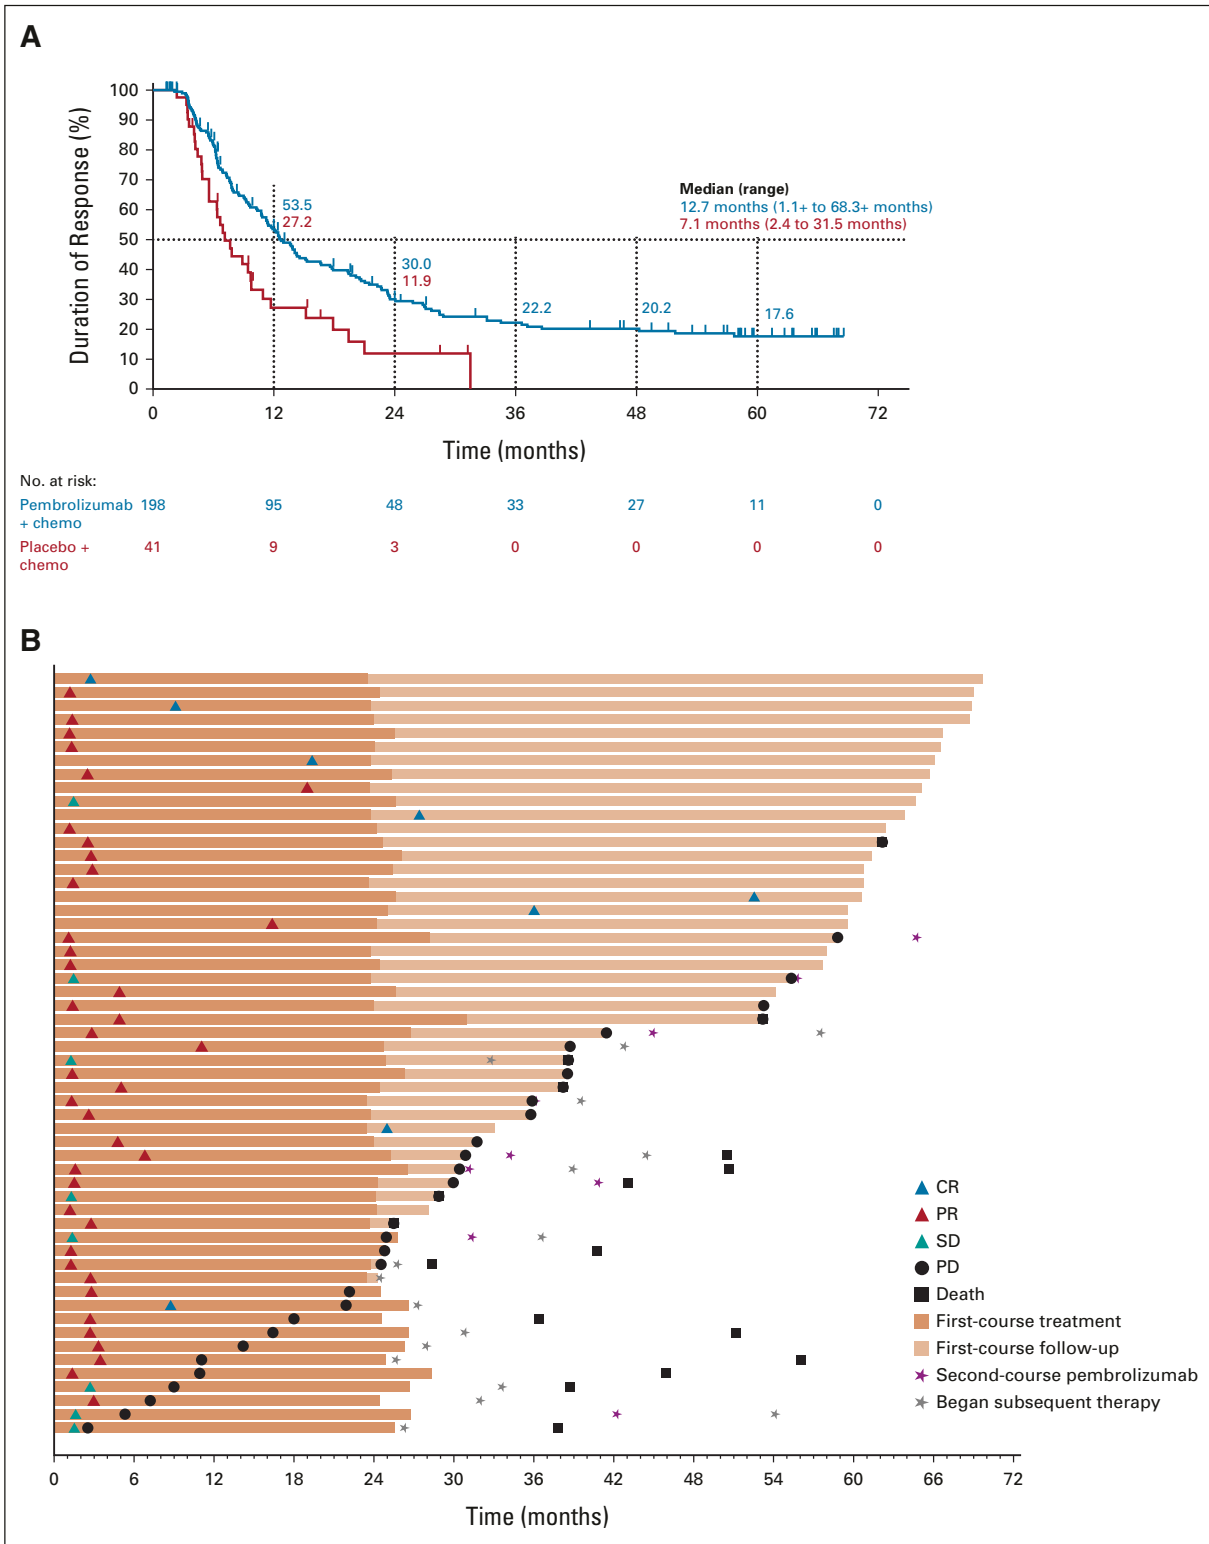 A
Duration of Response (%)
100
90
80
70
60
50
40
30
20
10
0
53.5
27.2
30.0
11.9
22.2
20.2
17.6
Median (range)
12.7 months (1.1+ to 68.3+ months)
7.1 months (2.4 to 31.5 months)
0 12 24 36 48 60 72
Time (months)
No. at risk:
Pembrolizumab 198 95 48 33 27 11 0
+ chemo
Placebo + 41 9 3 0 0 0 0
chemo
B
CR
PR
SD
PD
Death
First-course treatment
First-course follow-up
Second-course pembrolizumab
Began subsequent therapy
0 6 12 18 24 30 36 42 48 54 60 66 72
Time (months)